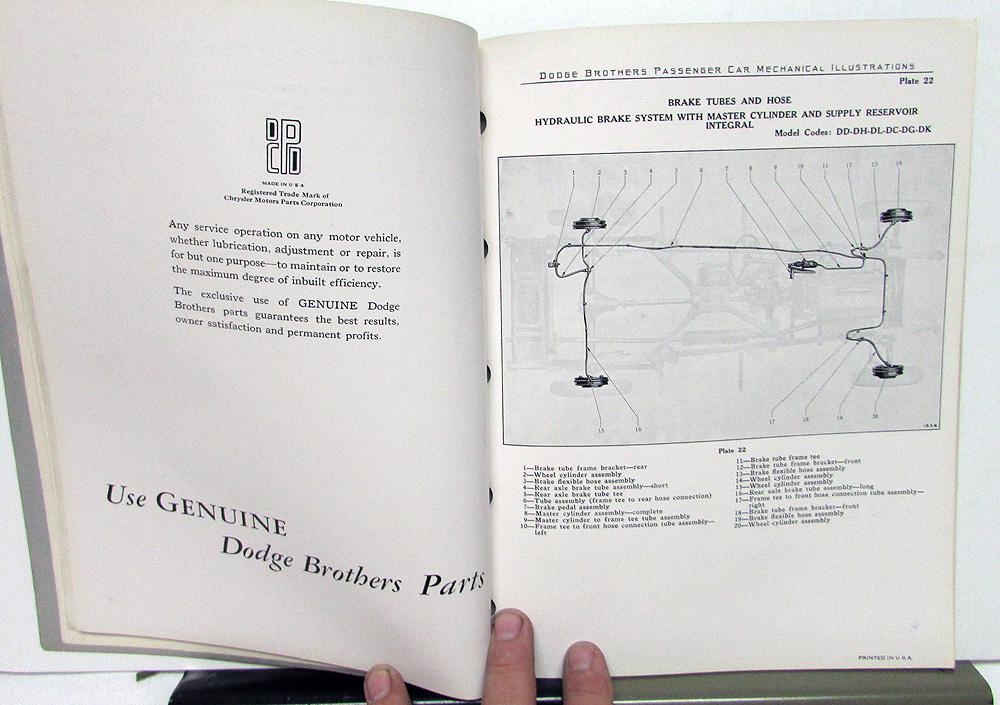 DPCD
MADE IN U S A
Registered Trade Mark of
Chrysler Motors Parts Corporation
Any service operation on any motor vehicle,
whether lubrication, adjustment or repair, is
for but one purpose—to maintain or to restore
the maximum degree of inbuilt efficiency.
The exclusive use of GENUINE Dodge
Brothers parts guarantees the best results,
owner satisfaction and permanent profits.
Use GENUINE
Dodge Brothers Parts
DODGE BROTHERS PASSENGER CAR MECHANICAL ILLUSTRATIONS
Plate 22
BRAKE TUBES AND HOSE
HYDRAULIC BRAKE SYSTEM WITH MASTER CYLINDER AND SUPPLY RESERVOIR
INTEGRAL
Model Codes: DD-DH-DL-DC-DG-DK
1 2 3 4 5 6 7 8 9 10 11 12 13 14
15 16 17 18 19 20
Plate 22
1—Brake tube frame bracket—rear
2—Wheel cylinder assembly
3—Brake flexible hose assembly
4—Rear axle brake tube assembly—short
5—Rear axle brake tube tee
6—Tube assembly (frame tee to rear hose connection)
7—Brake pedal assembly
8—Master cylinder assembly—complete
9—Master cylinder to frame tee tube assembly
10—Frame tee to front hose connection tube assembly—
left
11—Brake tube frame tee
12—Brake tube frame bracket—front
13—Brake flexible hose assembly
14—Wheel cylinder assembly
15—Wheel cylinder assembly
16—Rear axle brake tube assembly—long
17—Frame tee to front hose connection tube assembly—
right
18—Brake tube frame bracket—front
19—Brake flexible hose assembly
20—Wheel cylinder assembly
PRINTED IN U.S.A.